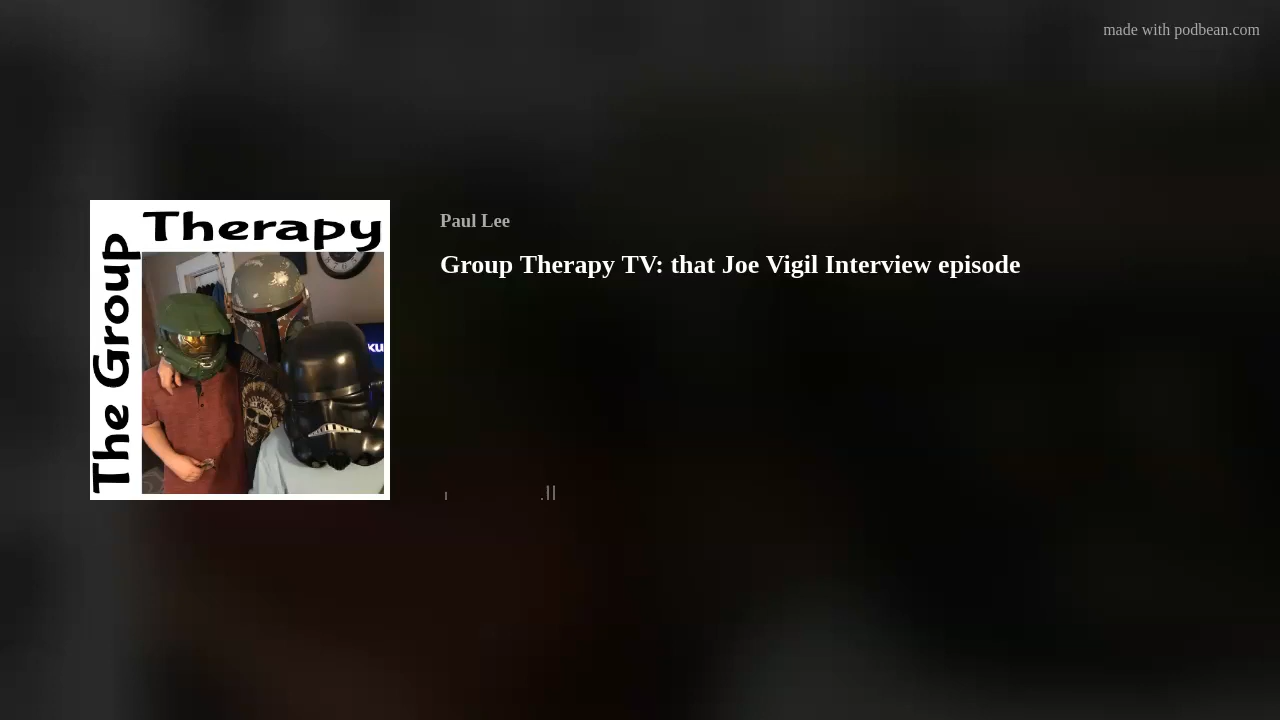 made with podbean.com
The Group
Therapy
Paul Lee
Group Therapy TV: that Joe Vigil Interview episode